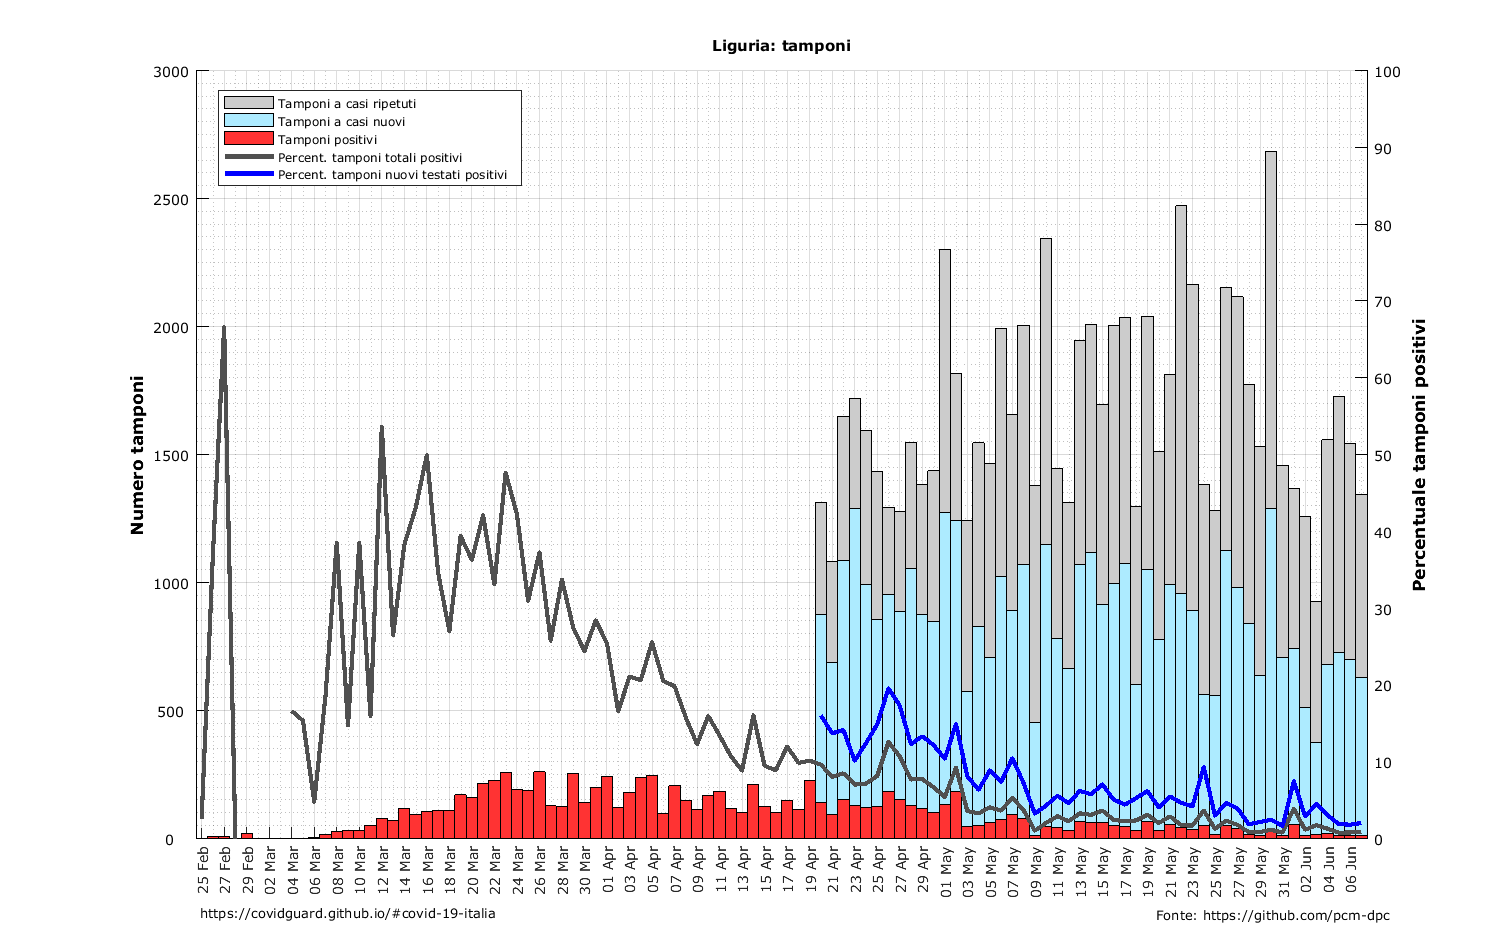 Liguria: tamponi
Tamponi a casi ripetuti
Tamponi a casi nuovi
Tamponi positivi
Percent. tamponi totali positivi
Percent. tamponi nuovi testati positivi
Numero tamponi
3000
2500
2000
1500
1000
500
0
Percentuale tamponi positivi
100
90
80
70
60
50
40
30
20
10
0
25 Feb
27 Feb
29 Feb
02 Mar
04 Mar
06 Mar
08 Mar
10 Mar
12 Mar
14 Mar
16 Mar
18 Mar
20 Mar
22 Mar
24 Mar
26 Mar
28 Mar
30 Mar
01 Apr
03 Apr
05 Apr
07 Apr
09 Apr
11 Apr
13 Apr
15 Apr
17 Apr
19 Apr
21 Apr
23 Apr
25 Apr
27 Apr
29 Apr
01 May
03 May
05 May
07 May
09 May
11 May
13 May
15 May
17 May
19 May
21 May
23 May
25 May
27 May
29 May
31 May
02 Jun
04 Jun
06 Jun
https://covidguard.github.io/#covid-19-italia
Fonte: https://github.com/pcm-dpc